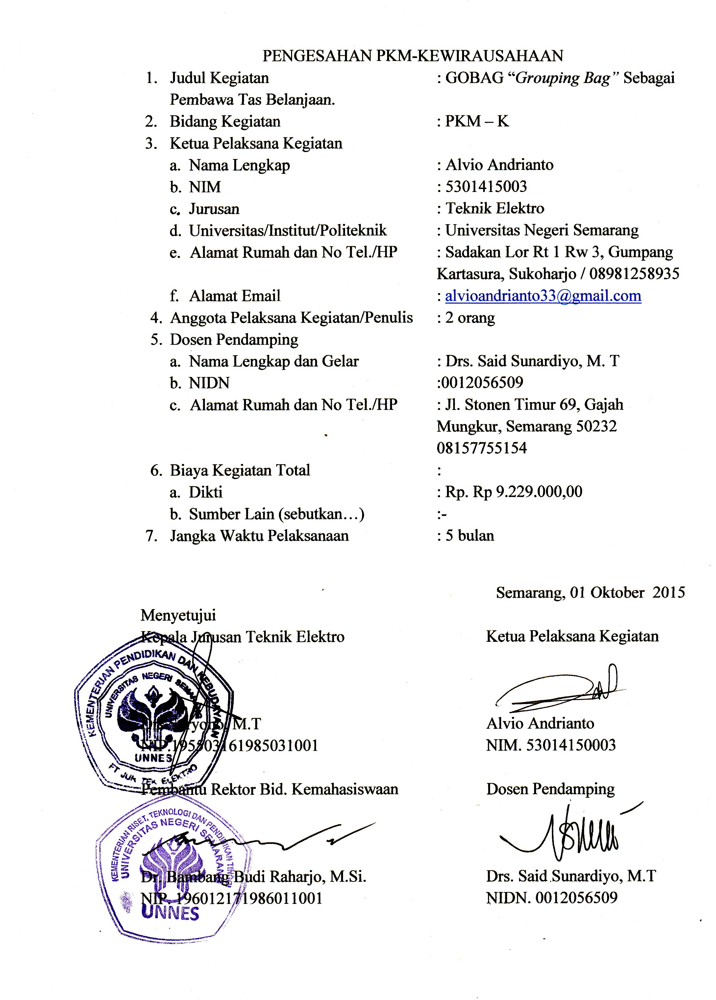 PENGESAHAN PKM-KEWIRAUSAHAAN
1. Judul Kegiatan : GOBAG “Grouping Bag” Sebagai
Pembawa Tas Belanjaan.
2. Bidang Kegiatan : PKM – K
3. Ketua Pelaksana Kegiatan
a. Nama Lengkap : Alvio Andrianto
b. NIM : 5301415003
c. Jurusan : Teknik Elektro
d. Universitas/Institut/Politeknik : Universitas Negeri Semarang
e. Alamat Rumah dan No Tel./HP : Sadakan Lor Rt 1 Rw 3, Gumpang
Kartasura, Sukoharjo / 08981258935
f. Alamat Email : alvioandrianto33@gmail.com
4. Anggota Pelaksana Kegiatan/Penulis : 2 orang
5. Dosen Pendamping
a. Nama Lengkap dan Gelar : Drs. Said Sunardiyo, M. T
b. NIDN :0012056509
c. Alamat Rumah dan No Tel./HP : Jl. Stonen Timur 69, Gajah
Mungkur, Semarang 50232
08157755154
6. Biaya Kegiatan Total :
a. Dikti : Rp. Rp 9.229.000,00
b. Sumber Lain (sebutkan…) :-
7. Jangka Waktu Pelaksanaan : 5 bulan
Semarang, 01 Oktober 2015
Menyetujui
Kepala Jurusan Teknik Elektro Ketua Pelaksana Kegiatan
KEMENTERIAN PENDIDIKAN DAN KEBUDAYAAN
UNIVERSITAS NEGERI SEMARANG
UNNES
FT JUR TEK ELEKTRO
M.T Alvio Andrianto
NIP.195503161985031001 NIM. 53014150003
Pembantu Rektor Bid. Kemahasiswaan Dosen Pendamping
KEMENTERIAN RISET, TEKNOLOGI DAN PENDIDIKAN TINGGI
UNIVERSITAS NEGERI SEMARANG
Dr. Bambang Budi Raharjo, M.Si. Drs. Said Sunardiyo, M.T
NIP. 196012171986011001 NIDN. 0012056509
UNNES